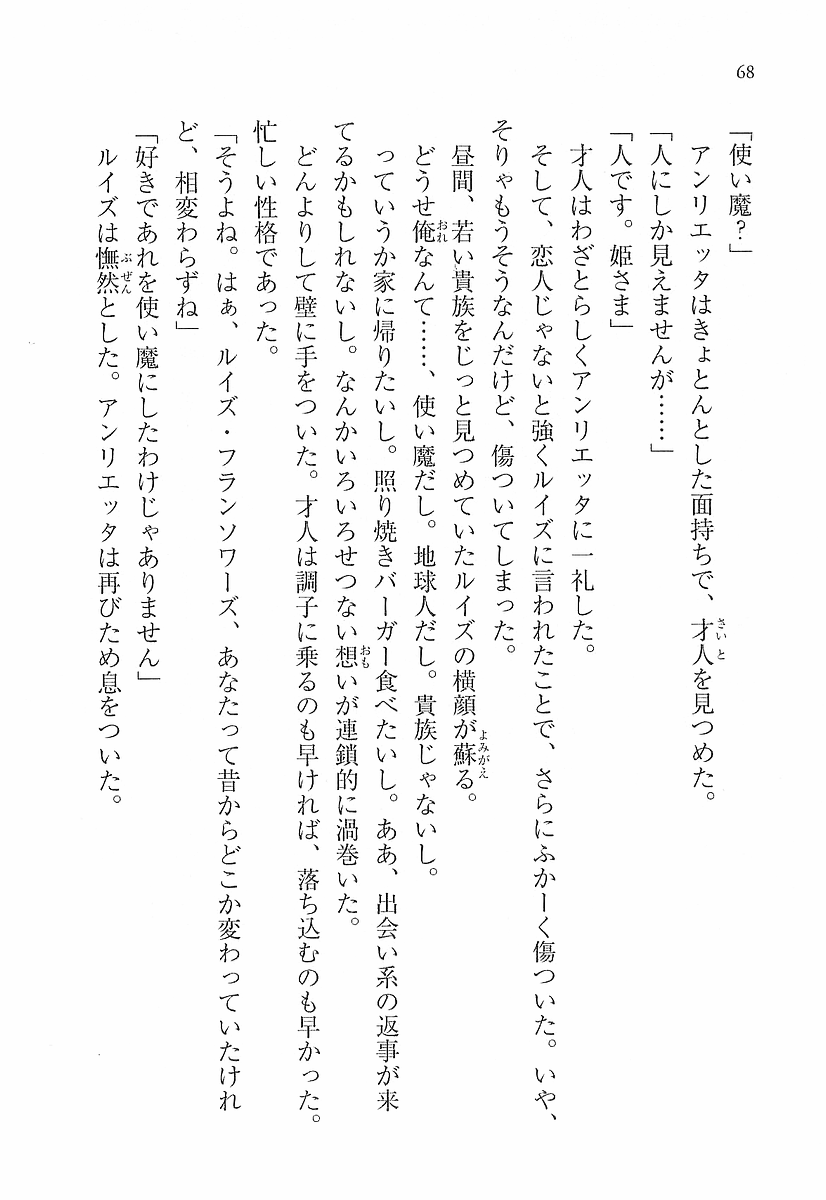 68
「使い魔？」
アンリエッタはきょとんとした面持ちで、才人を見つめた。
「人にしか見えませんが……」
「人です。姫さま」
才人はわざとらしくアンリエッタに一礼した。
そして、恋人じゃないと強くルイズに言われたことで、さらにふかーく傷ついた。いや、
そりゃもうそうなんだけど、傷ついてしまった。
昼間、若い貴族をじっと見つめていたルイズの横顔が蘇る。
どうせ俺なんて……、使い魔だし。地球人だし。貴族じゃないし。
っていうか家に帰りたいし。照り焼きバーガー食べたいし。ああ、出会い系の返事が来
てるかもしれないし。なんかいろいろせつない想いが連鎖的に渦巻いた。
どんよりして壁に手をついた。才人は調子に乗るのも早ければ、落ち込むのも早かった。
忙しい性格であった。
「そうよね。はぁ、ルイズ・フランソワーズ、あなたって昔からどこか変わっていたけれ
ど、相変わらずね」
「好きであれを使い魔にしたわけじゃありません」
ルイズは憮然とした。アンリエッタは再びため息をついた。